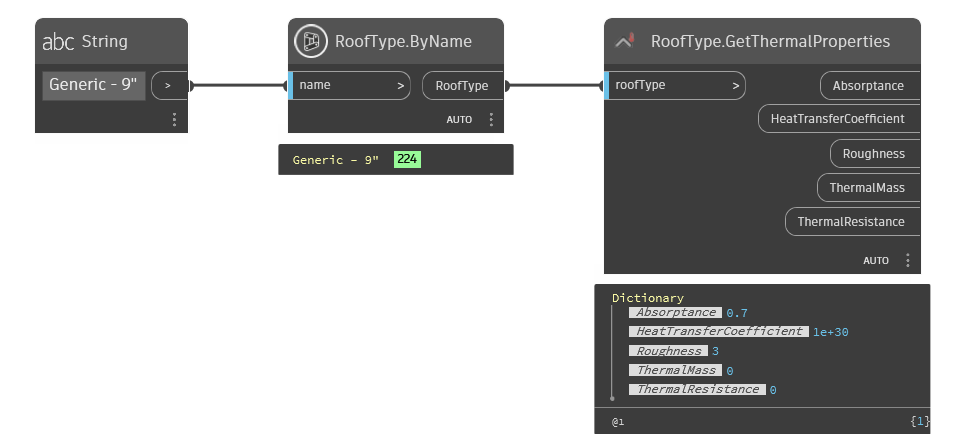 abc String
Generic - 9"
>
RoofType.ByName
name >
RoofType
AUTO
Generic - 9" 224
RoofType.GetThermalProperties
roofType >
Absorptance
HeatTransferCoefficient
Roughness
ThermalMass
ThermalResistance
AUTO
Dictionary
Absorptance 0.7
HeatTransferCoefficient 1e+30
Roughness 3
ThermalMass 0
ThermalResistance 0
@1 {1}